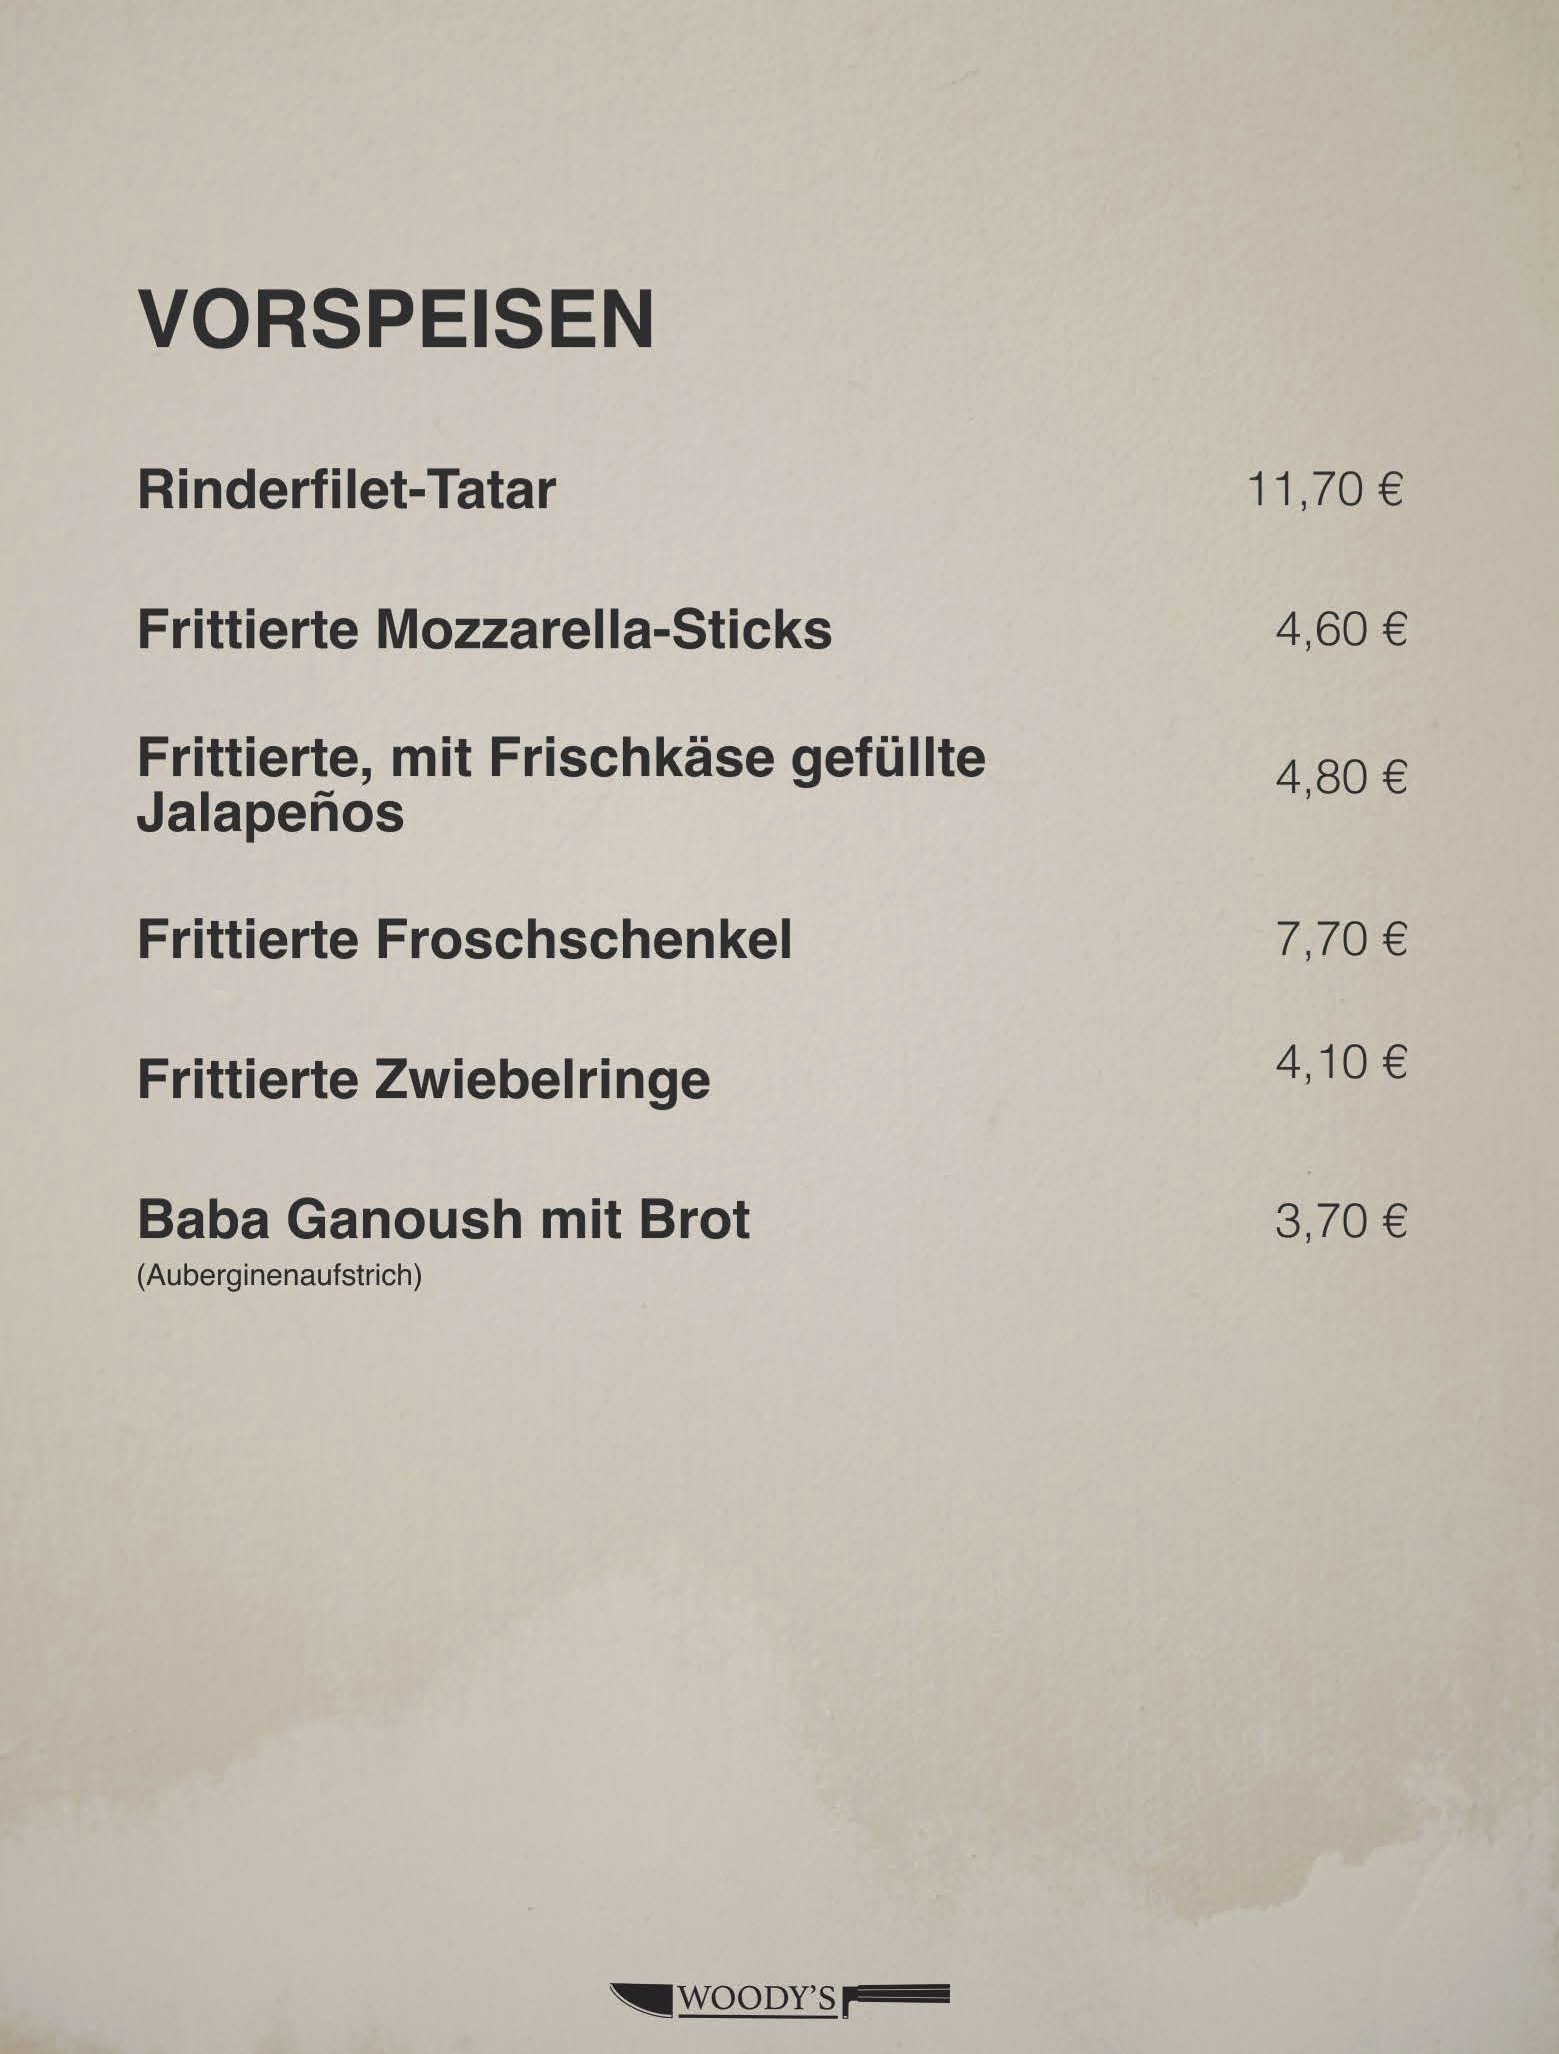 VORSPEISEN
Rinderfilet-Tatar 11,70 €
Frittierte Mozzarella-Sticks 4,60 €
Frittierte, mit Frischkäse gefüllte
Jalapeños 4,80 €
Frittierte Froschschenkel 7,70 €
Frittierte Zwiebelringe 4,10 €
Baba Ganoush mit Brot 3,70 €
(Auberginenaufstrich)
WOODY'S